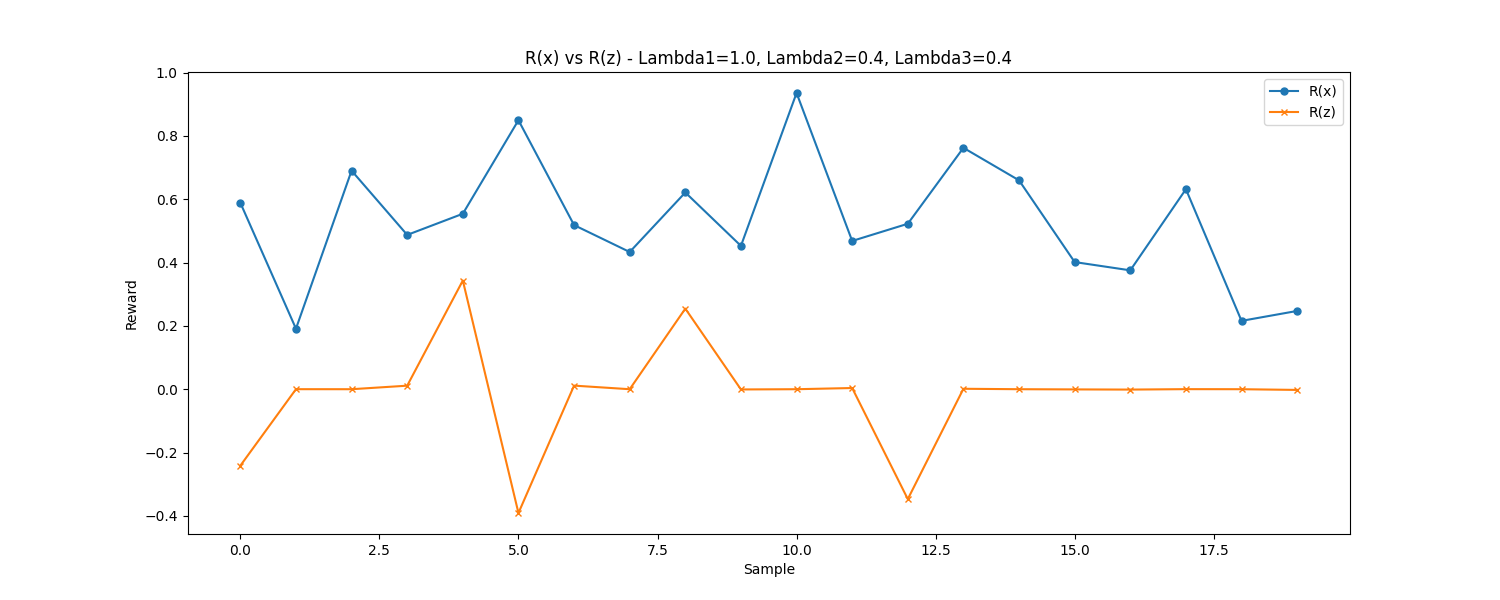 R(x) vs R(z) - Lambda1=1.0, Lambda2=0.4, Lambda3=0.4
R(x)
R(z)
Reward
1.0
0.8
0.6
0.4
0.2
0.0
−0.2
−0.4
0.0 2.5 5.0 7.5 10.0 12.5 15.0 17.5
Sample